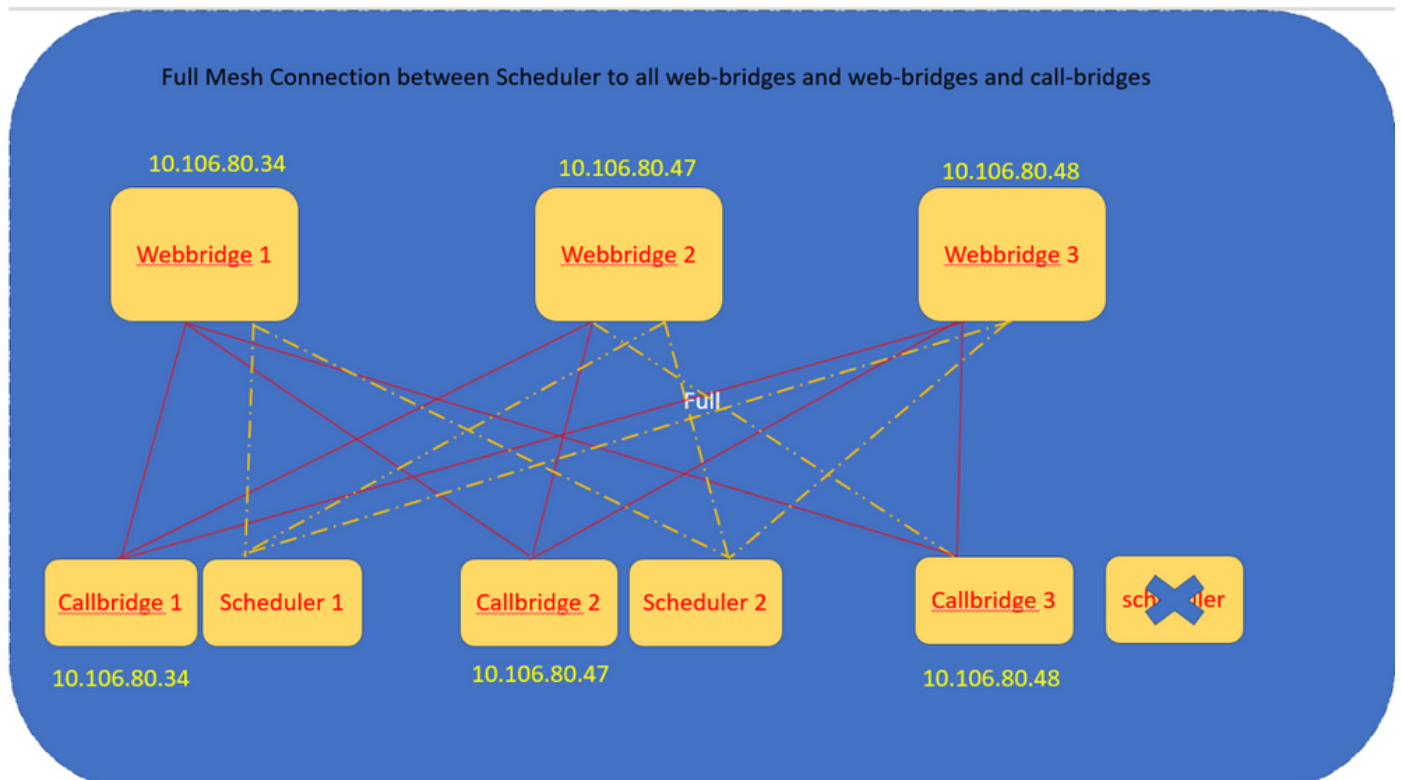 Full Mesh Connection between Scheduler to all web-bridges and web-bridges and call-bridges
10.106.80.34
10.106.80.47
10.106.80.48
Webbridge 1
Webbridge 2
Webbridge 3
Full
Callbridge 1
Scheduler 1
Callbridge 2
Scheduler 2
Callbridge 3
10.106.80.34
10.106.80.47
10.106.80.48